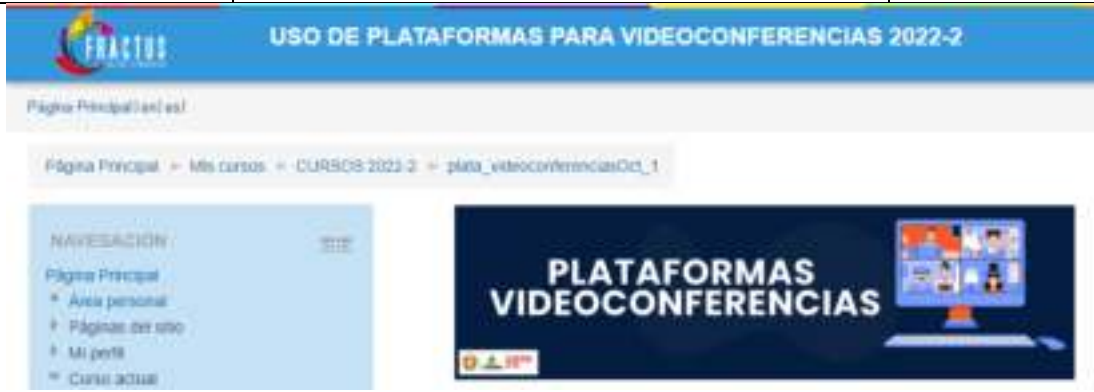 FRACTUS
USO DE PLATAFORMAS PARA VIDEOCONFERENCIAS 2022-2
Página Principal
Página Principal Mis cursos CURSOS 2022-2 plata_videoconferenciasOct_1
NAVEGACIÓN
Página Principal
Área personal
Páginas del sitio
Mi perfil
Curso actual
PLATAFORMAS
VIDEOCONFERENCIAS